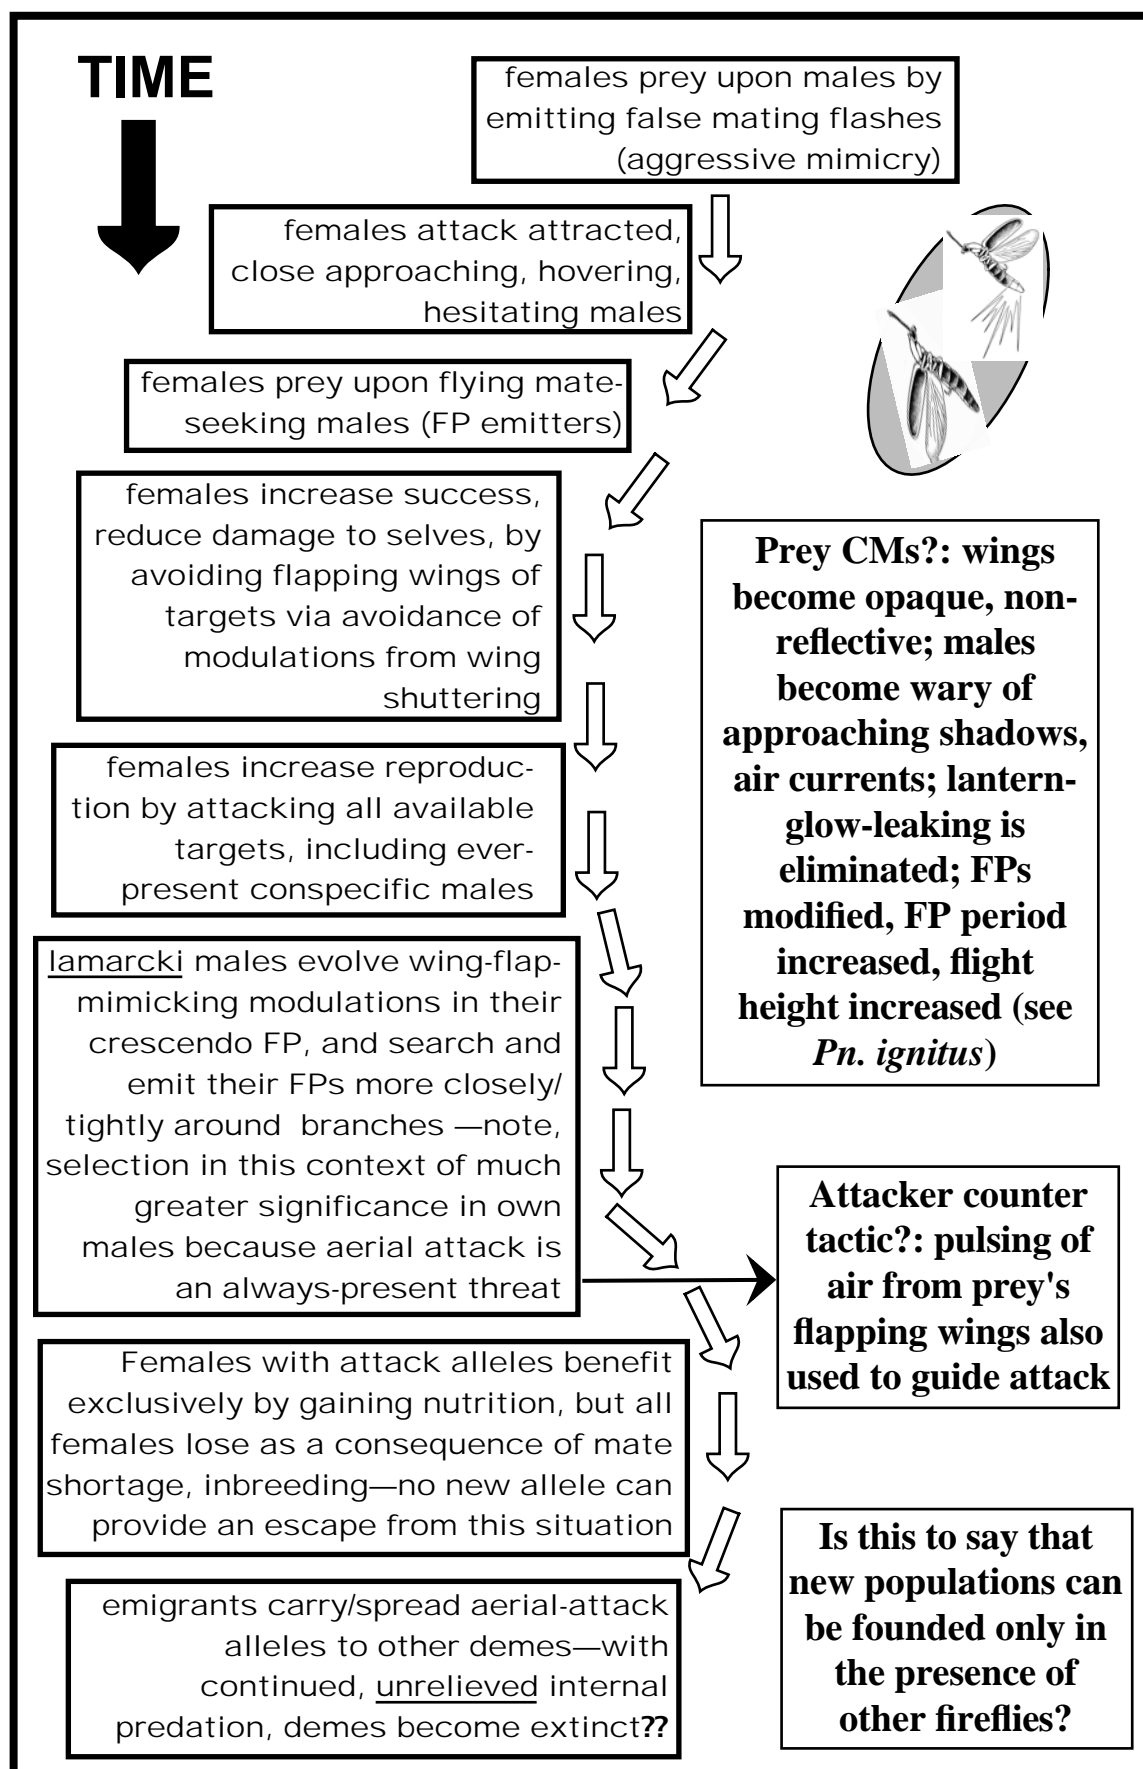 TIME
females prey upon males by
emitting false mating flashes
(aggressive mimicry)
females attack attracted,
close approaching, hovering,
hesitating males
females prey upon flying mate-
seeking males (FP emitters)
females increase success,
reduce damage to selves, by
avoiding flapping wings of
targets via avoidance of
modulations from wing
shuttering
females increase reproduc-
tion by attacking all available
targets, including ever-
present conspecific males
lamarcki males evolve wing-flap-
mimicking modulations in their
crescendo FP, and search and
emit their FPs more closely/
tightly around branches —note,
selection in this context of much
greater significance in own
males because aerial attack is
an always-present threat
Females with attack alleles benefit
exclusively by gaining nutrition, but all
females lose as a consequence of mate
shortage, inbreeding—no new allele can
provide an escape from this situation
emigrants carry/spread aerial-attack
alleles to other demes—with
continued, unrelieved internal
predation, demes become extinct??
Prey CMs?: wings
become opaque, non-
reflective; males
become wary of
approaching shadows,
air currents; lantern-
glow-leaking is
eliminated; FPs
modified, FP period
increased, flight
height increased (see
Pn. ignitus)
Attacker counter
tactic?: pulsing of
air from prey's
flapping wings also
used to guide attack
Is this to say that
new populations can
be founded only in
the presence of
other fireflies?